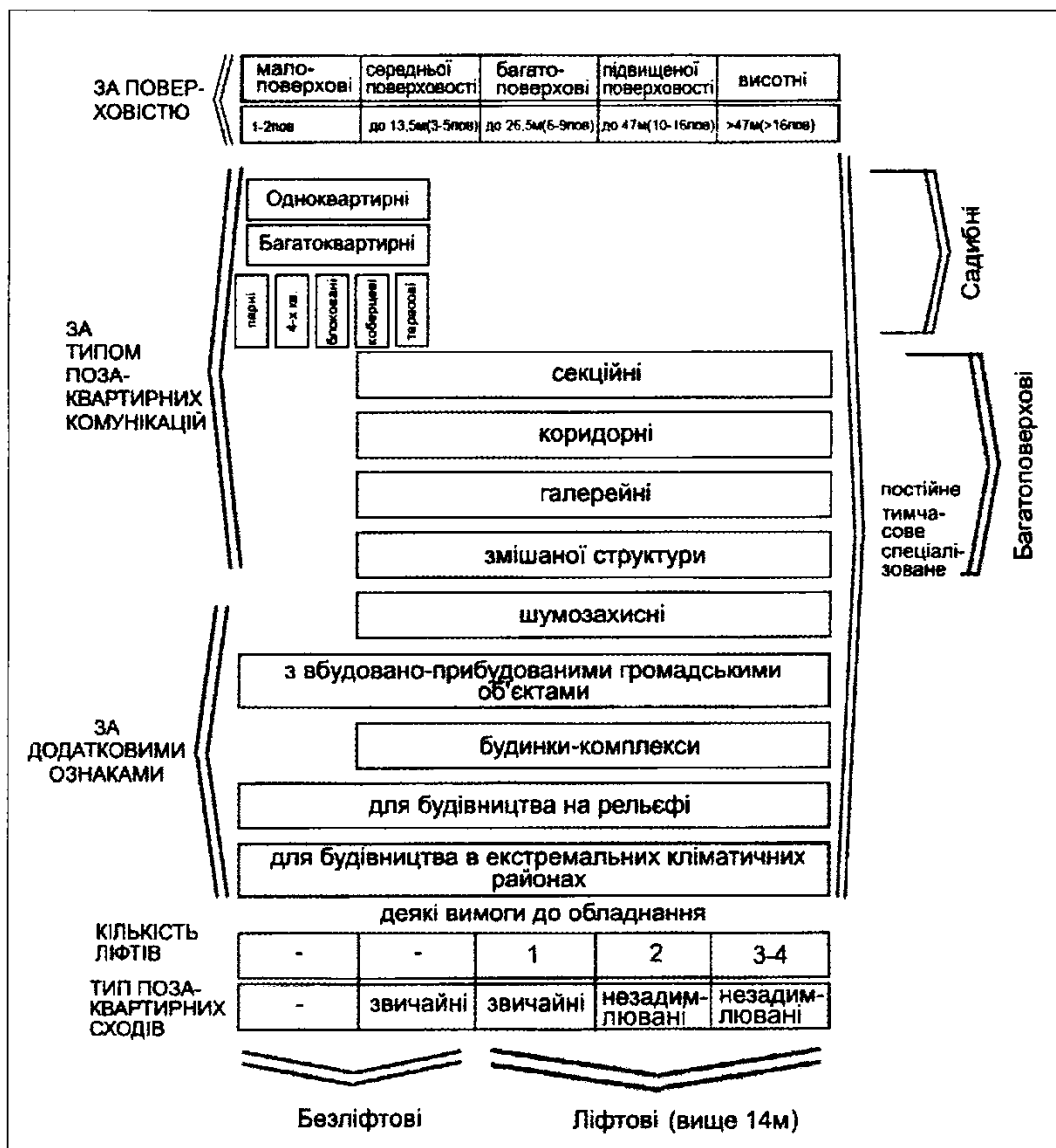 ЗА ПОВЕР-
ХОВІСТЮ
мало-
поверхові
середньої
поверховості
багато-
поверхові
підвищеної
поверховості
висотні
1-2пов
до 13,5м(3-5пов)
до 26,5м(6-9пов)
до 47м(10-16пов)
>47м(>16пов)
ЗА
ТИПОМ
ПОЗА-
КВАРТИРНИХ
КОМУНІКАЦІЙ
Одноквартирні
Багатоквартирні
парні
4-х кв.
блоковані
коберцеві
терасові
секційні
коридорні
галерейні
змішаної структури
шумозахисні
Садибні
Багатоповерхові
постійне
тимча-
сове
спеціалі-
зоване
ЗА
ДОДАТКОВИМИ
ОЗНАКАМИ
з вбудовано-прибудованими громадськими
об'єктами
будинки-комплекси
для будівництва на рельєфі
для будівництва в екстремальних кліматичних
районах
деякі вимоги до обладнання
КІЛЬКІСТЬ
ЛІФТІВ
- - 1 2 3-4
ТИП ПОЗА-
КВАРТИРНИХ
СХОДІВ
-
звичайні
звичайні
незадим-
лювані
незадим-
лювані
Безліфтові
Ліфтові (вище 14м)